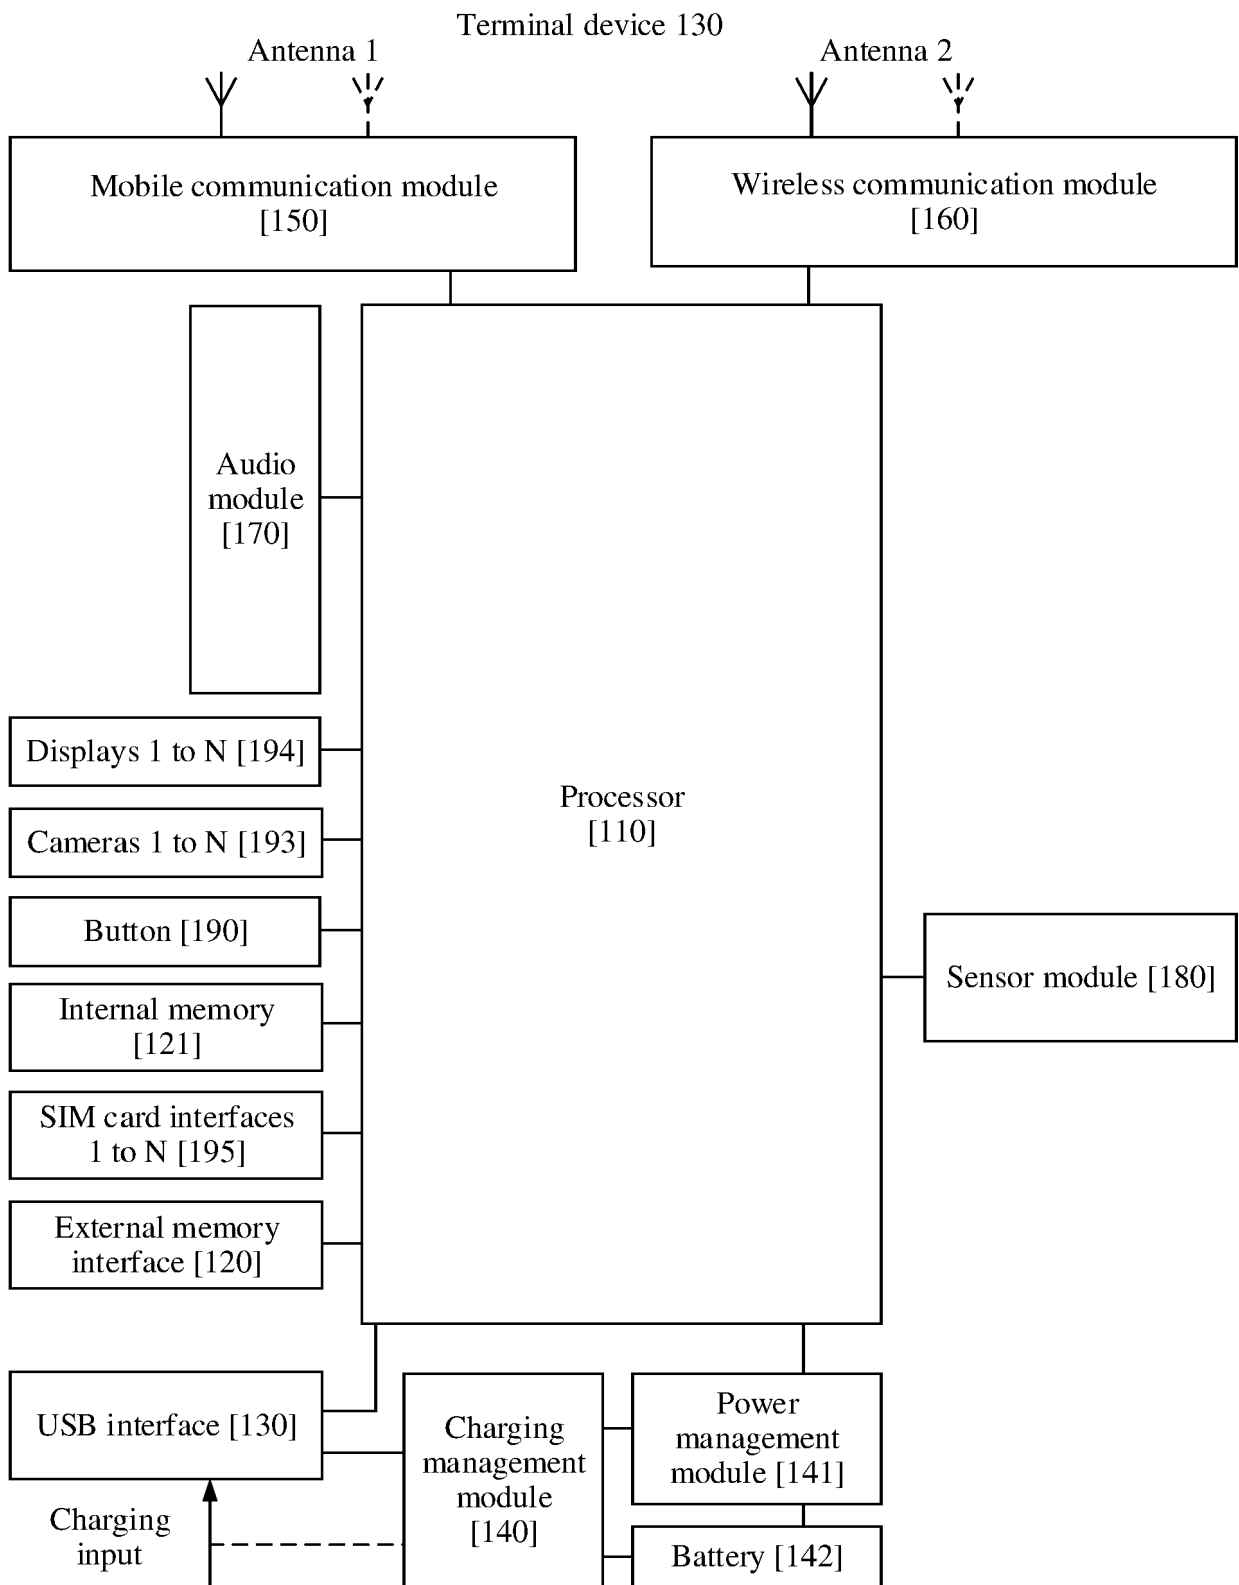 Terminal device 130
Antenna 1
Antenna 2
Mobile communication module
[150]
Wireless communication module
[160]
Audio
module
[170]
Displays 1 to N [194]
Cameras 1 to N [193]
Button [190]
Internal memory
[121]
SIM card interfaces
1 to N [195]
External memory
interface [120]
Processor
[110]
Sensor module [180]
USB interface [130]
Charging
input
Charging
management
module
[140]
Power
management
module [141]
Battery [142]